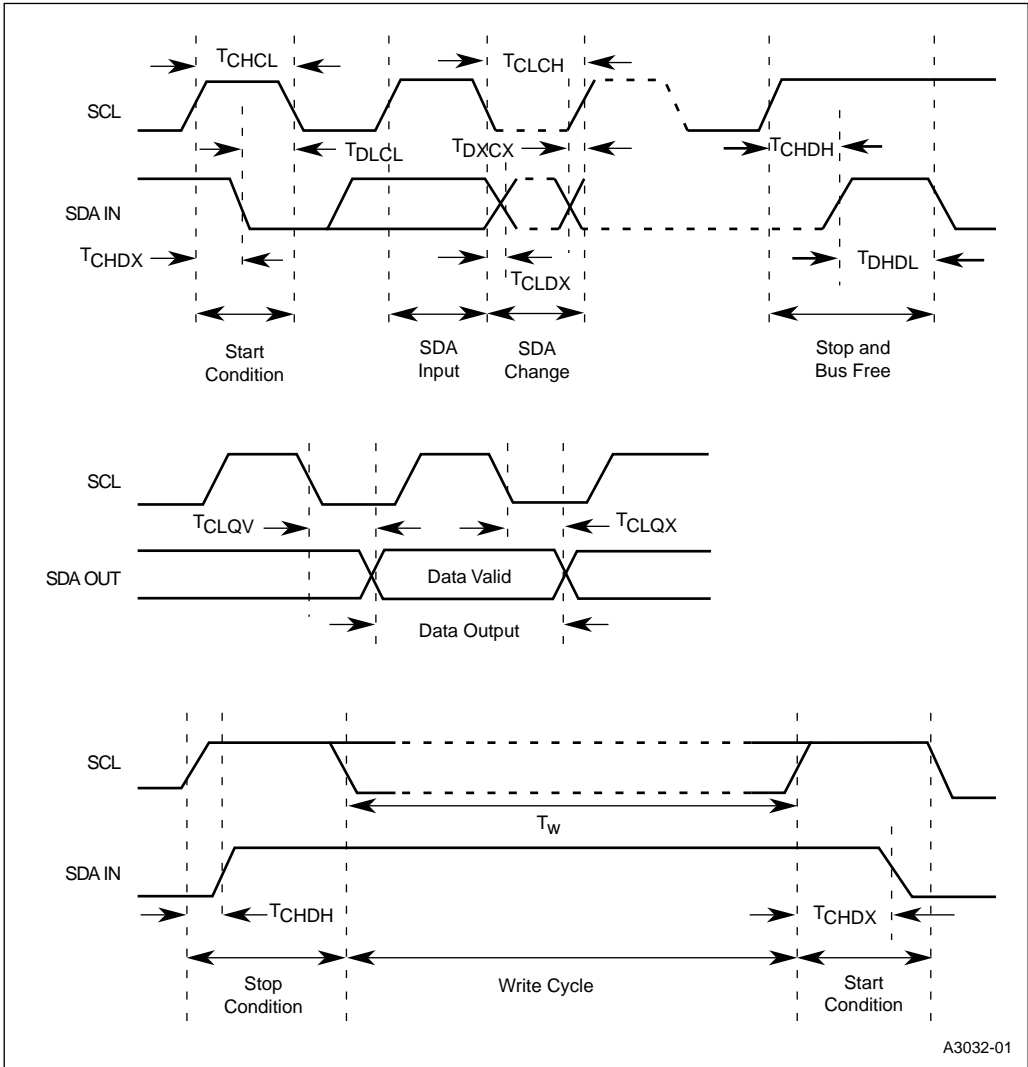 TCHCL
TCLCH
SCL
TDLCL
TDXCX
TCHDH
SDA IN
TCHDX
TCLDX
TDHDL
Start
Condition
SDA
Input
SDA
Change
Stop and
Bus Free
SCL
TCLQV
TCLQX
SDA OUT
Data Valid
Data Output
SCL
TW
SDA IN
TCHDH
TCHDX
Stop
Condition
Write Cycle
Start
Condition
A3032-01